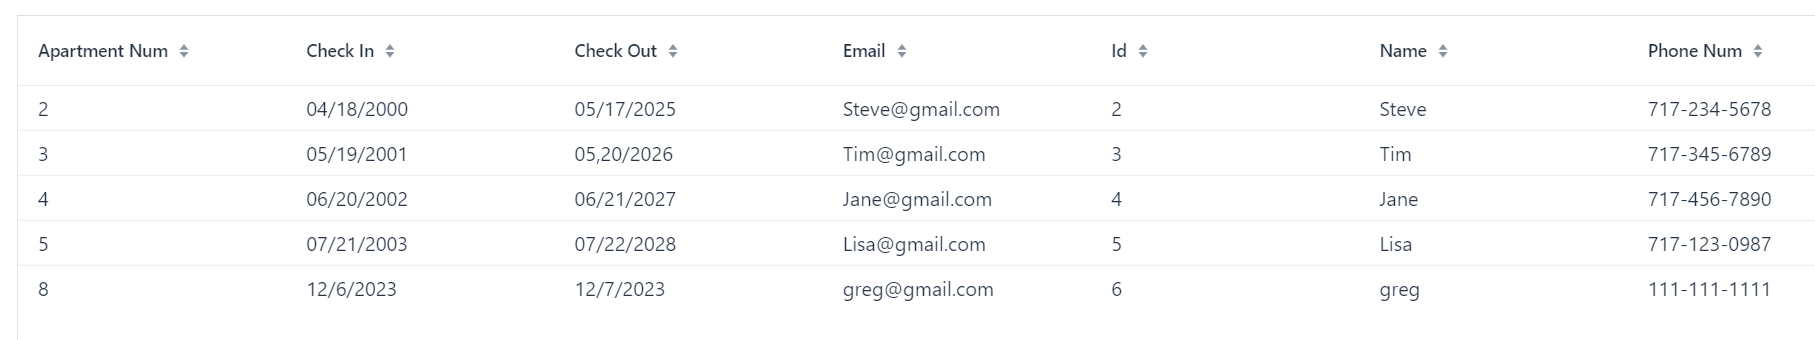 Apartment Num Check In Check Out Email Id Name Phone Num
2 04/18/2000 05/17/2025 Steve@gmail.com 2 Steve 717-234-5678
3 05/19/2001 05,20/2026 Tim@gmail.com 3 Tim 717-345-6789
4 06/20/2002 06/21/2027 Jane@gmail.com 4 Jane 717-456-7890
5 07/21/2003 07/22/2028 Lisa@gmail.com 5 Lisa 717-123-0987
8 12/6/2023 12/7/2023 greg@gmail.com 6 greg 111-111-1111